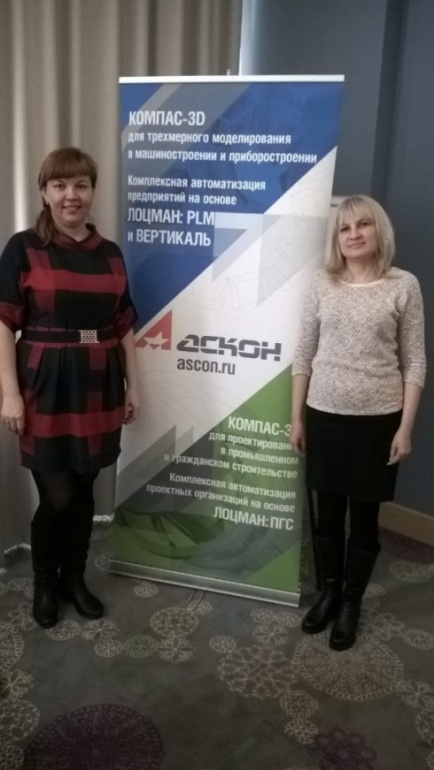 КОМПАС-3D
для трехмерного моделирования
в машиностроении и приборостроении
Комплексная автоматизация
предприятий на основе
ЛОЦМАН: PLM
и ВЕРТИКАЛЬ
АСКОН
ascon.ru
КОМПАС-3
для проектирования
в промышленном
и гражданском строительстве
Комплексная автоматизация
проектных организаций на основе
ЛОЦМАН:ПГС